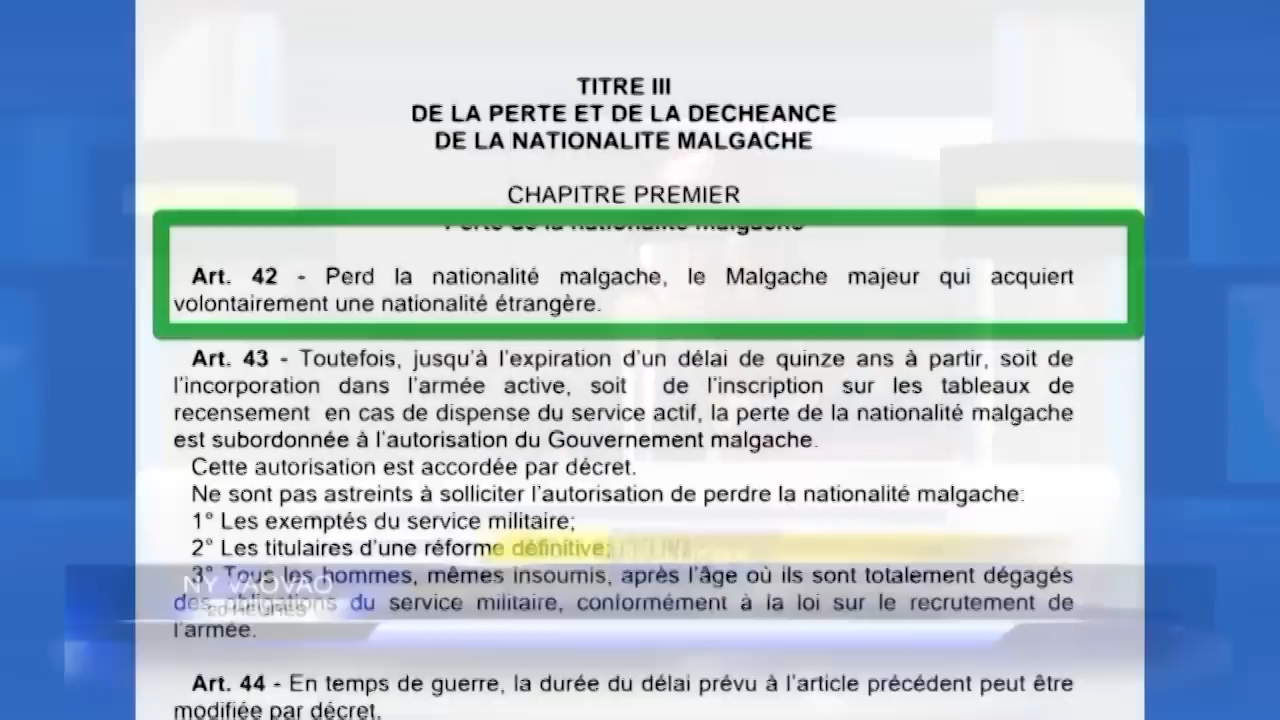 TITRE III
DE LA PERTE ET DE LA DECHEANCE
DE LA NATIONALITE MALGACHE
CHAPITRE PREMIER
Perte de la nationalité malgache
Art. 42 - Perd la nationalité malgache, le Malgache majeur qui acquiert
volontairement une nationalité étrangère.
Art. 43 - Toutefois, jusqu'à l'expiration d'un délai de quinze ans à partir, soit de
l'incorporation dans l'armée active, soit de l'inscription sur les tableaux de
recensement en cas de dispense du service actif, la perte de la nationalité malgache
est subordonnée à l'autorisation du Gouvernement malgache.
Cette autorisation est accordée par décret.
Ne sont pas astreints à solliciter l'autorisation de perdre la nationalité malgache:
1° Les exemptés du service militaire;
2° Les titulaires d'une réforme définitive;
3° Tous les hommes, mêmes insoumis, après l'âge où ils sont totalement dégagés
des obligations du service militaire, conformément à la loi sur le recrutement de
l'armée.
NY VAOVAO
20 HEURES
Art. 44 - En temps de guerre, la durée du délai prévu à l'article précédent peut être
modifiée par décret.